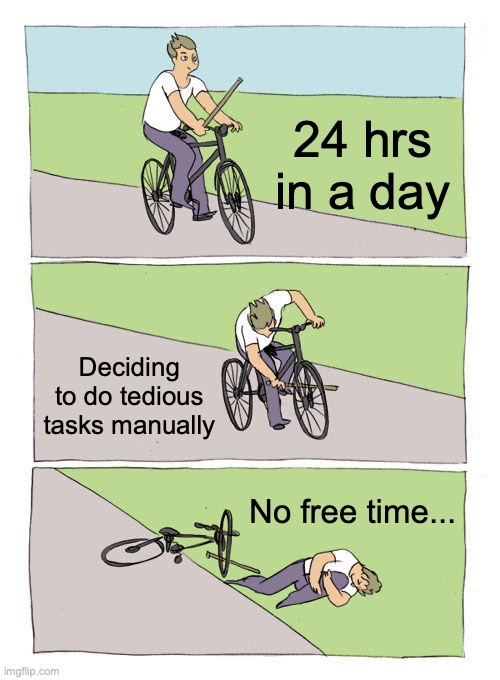 24 hrs
in a day
Deciding
to do tedious
tasks manually
No free time...
imgflip.com